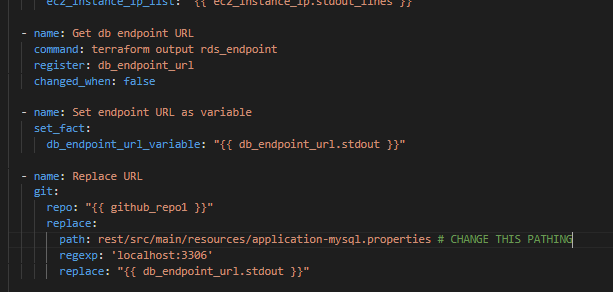 ec2_instance_ip_list: "{{ ec2_instance_ip.stdout_lines }}
- name: Get db endpoint URL
command: terraform output rds_endpoint
register: db_endpoint_url
changed_when: false
- name: Set endpoint URL as variable
set_fact:
db_endpoint_url_variable: "{{ db_endpoint_url.stdout }}"
- name: Replace URL
git:
repo: "{{ github_repo1 }}"
replace:
path: rest/src/main/resources/application-mysql.properties # CHANGE THIS PATHING
regexp: 'localhost:3306'
replace: "{{ db_endpoint_url.stdout }}"